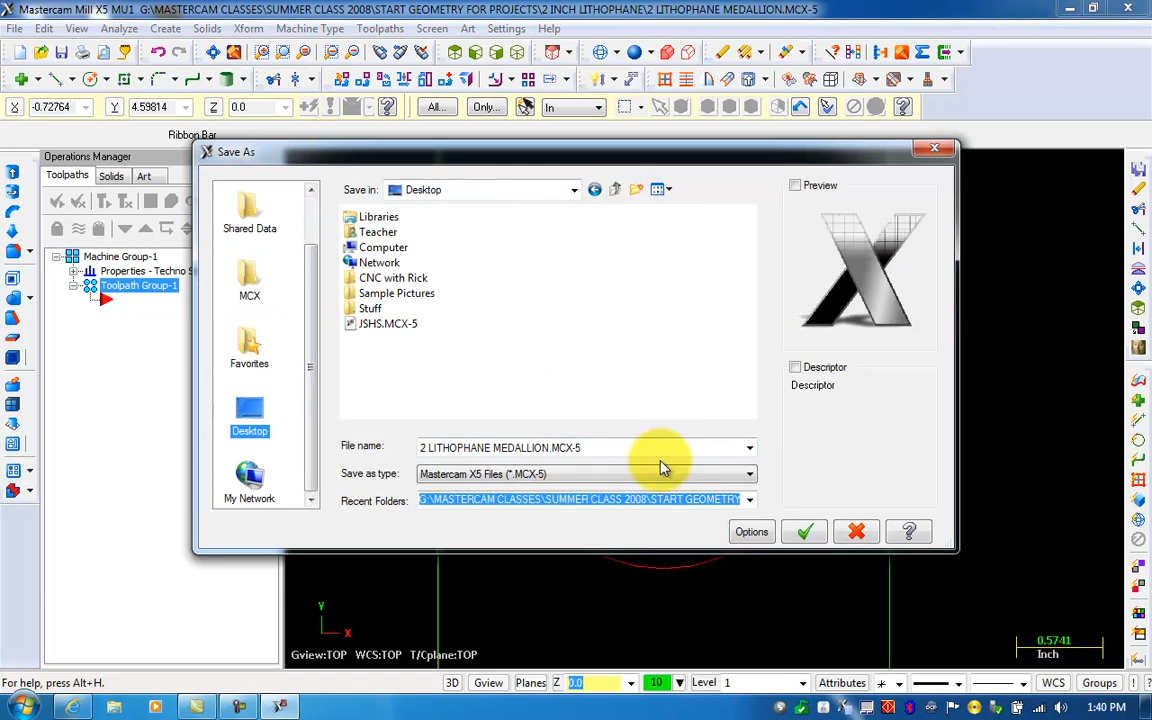 Mastercam Mill X5 MU1  G:\MASTERCAM CLASSES\SUMMER CLASS 2008\START GEOMETRY FOR PROJECTS\2 INCH LITHOPHANE\2 LITHOPHANE MEDALLION.MCX-5
File Edit View Analyze Create Solids Xform Machine Type Toolpaths Screen Art Settings Help
X -0.72764 Y 4.59814 Z 0.0 All... Only... In
Ribbon Bar
Operations Manager
Toolpaths Solids Art
Machine Group-1
Properties - Techno S
Toolpath Group-1
Save As
Save in: Desktop
Shared Data
MCX
Favorites
Desktop
My Network
Libraries
Teacher
Computer
Network
CNC with Rick
Sample Pictures
Stuff
JSHS.MCX-5
File name: 2 LITHOPHANE MEDALLION.MCX-5
Save as type: Mastercam X5 Files (*.MCX-5)
Recent Folders: G:\MASTERCAM CLASSES\SUMMER CLASS 2008\START GEOMETRY
Options
Preview
Descriptor
Descriptor
Y
X
Gview:TOP WCS:TOP T/Cplane:TOP
0.5741
Inch
For help, press Alt+H.
3D Gview Planes Z 0.0 10 Level 1 Attributes WCS Groups
1:40 PM